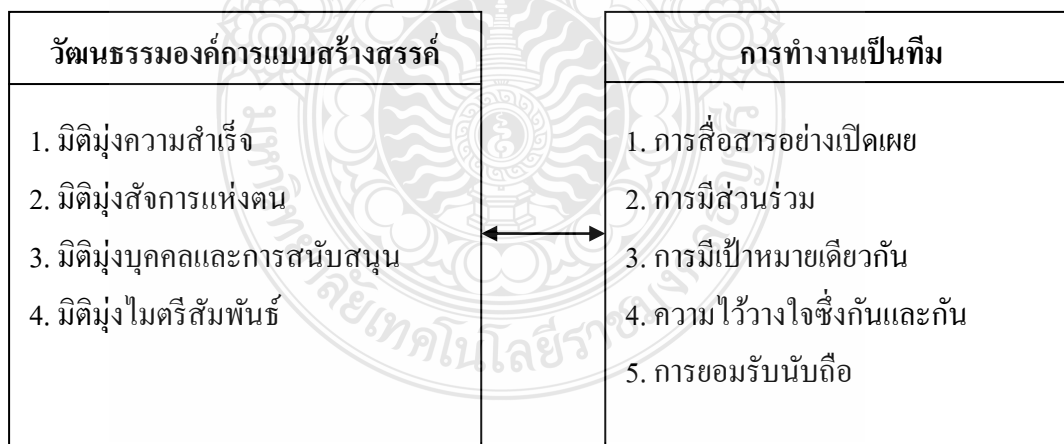 วัฒนธรรมองค์การแบบสร้างสรรค์
1. มิติมุ่งความสำเร็จ
2. มิติมุ่งสัจการแห่งตน
3. มิติมุ่งบุคคลและการสนับสนุน
4. มิติมุ่งไมตรีสัมพันธ์
การทำงานเป็นทีม
1. การสื่อสารอย่างเปิดเผย
2. การมีส่วนร่วม
3. การมีเป้าหมายเดียวกัน
4. ความไว้วางใจซึ่งกันและกัน
5. การยอมรับนับถือ